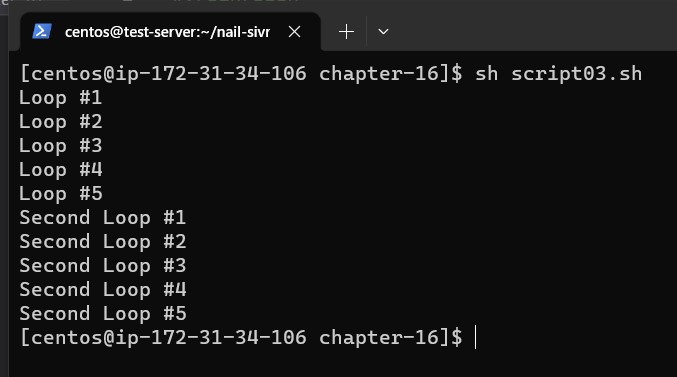 centos@test-server:~/nail-sivr
[centos@ip-172-31-34-106 chapter-16]$ sh script03.sh
Loop #1
Loop #2
Loop #3
Loop #4
Loop #5
Second Loop #1
Second Loop #2
Second Loop #3
Second Loop #4
Second Loop #5
[centos@ip-172-31-34-106 chapter-16]$